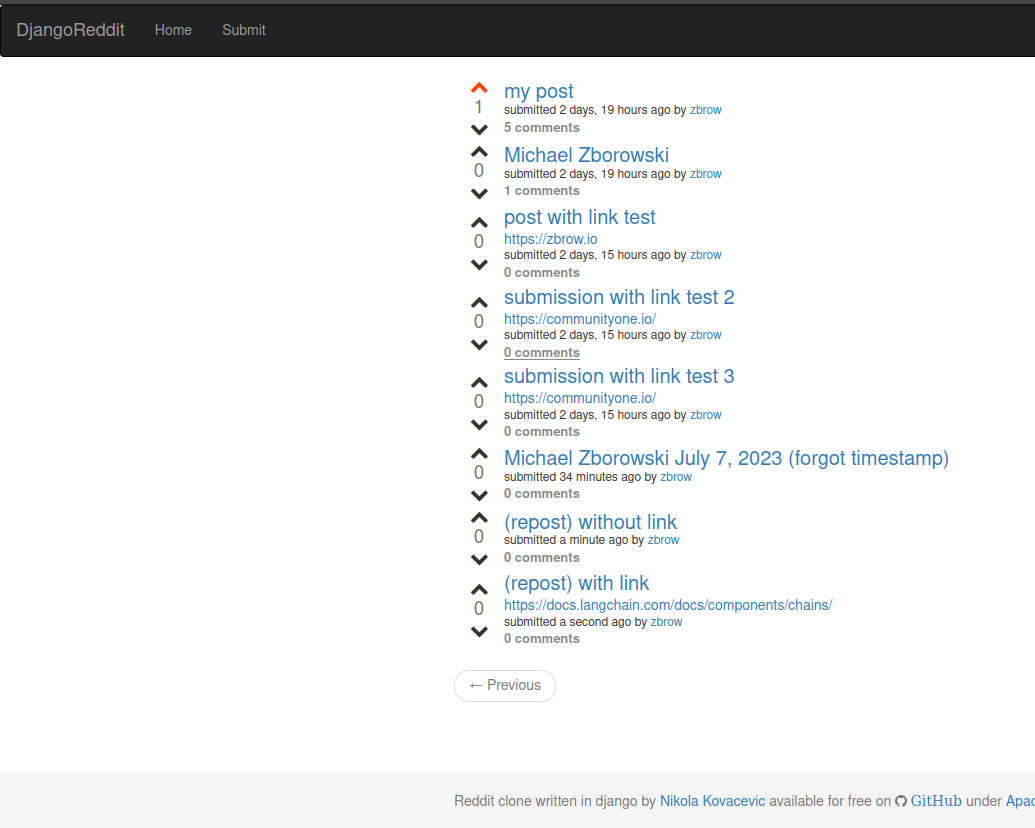 DjangoReddit Home Submit
my post
1
submitted 2 days, 19 hours ago by zbrow
5 comments
Michael Zborowski
0
submitted 2 days, 19 hours ago by zbrow
1 comments
post with link test
0
https://zbrow.io
submitted 2 days, 15 hours ago by zbrow
0 comments
submission with link test 2
0
https://communityone.io/
submitted 2 days, 15 hours ago by zbrow
0 comments
submission with link test 3
0
https://communityone.io/
submitted 2 days, 15 hours ago by zbrow
0 comments
Michael Zborowski July 7, 2023 (forgot timestamp)
0
submitted 34 minutes ago by zbrow
0 comments
(repost) without link
0
submitted a minute ago by zbrow
0 comments
(repost) with link
0
https://docs.langchain.com/docs/components/chains/
submitted a second ago by zbrow
0 comments
← Previous
Reddit clone written in django by Nikola Kovacevic available for free on GitHub under